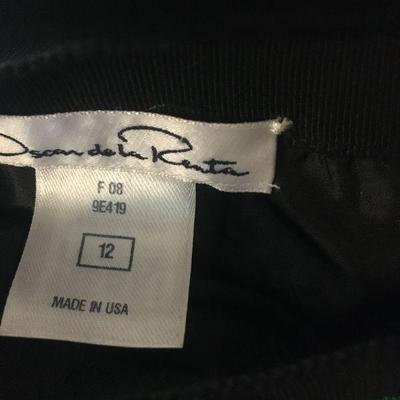 Oscar de la Renta
F 08
9E419
12
MADE IN USA